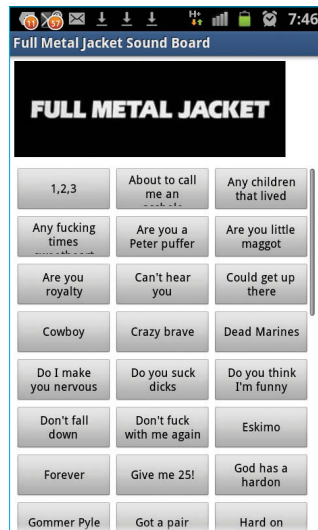 11 57 H+ 7:46
Full Metal Jacket Sound Board
FULL METAL JACKET
1,2,3
About to call
me an
Any children
that lived
Any fucking
times
Are you a
Peter puffer
Are you little
maggot
Are you
royalty
Can't hear
you
Could get up
there
Cowboy
Crazy brave
Dead Marines
Do I make
you nervous
Do you suck
dicks
Do you think
I'm funny
Don't fall
down
Don't fuck
with me again
Eskimo
Forever
Give me 25!
God has a
hardon
Gommer Pyle
Got a pair
Hard on